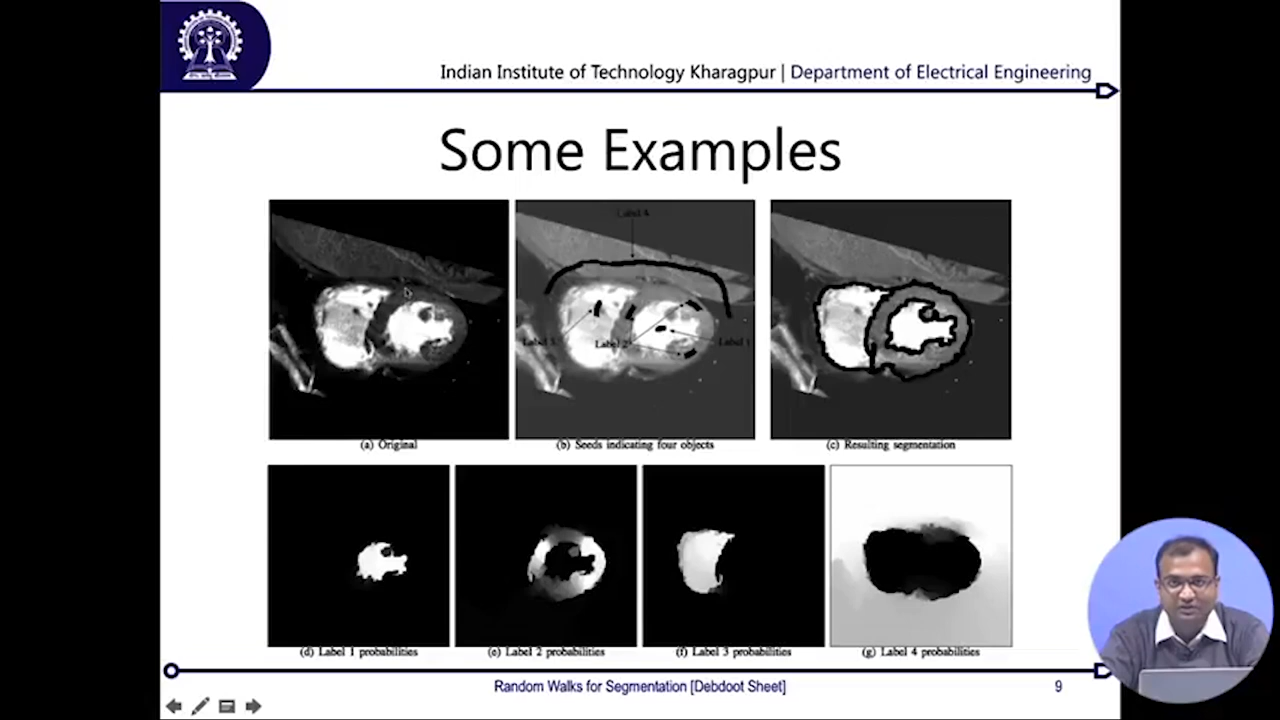 Indian Institute of Technology Kharagpur | Department of Electrical Engineering
Some Examples
Label 4
Label 3
Label 2
Label 1
(a) Original
(b) Seeds indicating four objects
(c) Resulting segmentation
(d) Label 1 probabilities
(e) Label 2 probabilities
(f) Label 3 probabilities
(g) Label 4 probabilities
Random Walks for Segmentation [Debdoot Sheet]
9